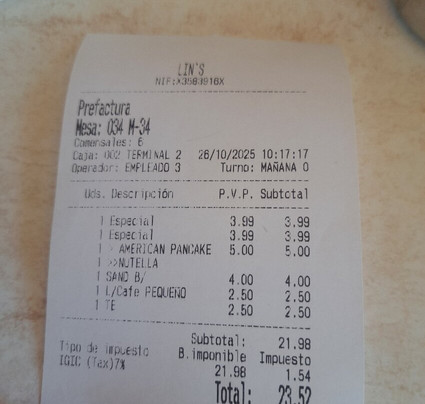 LIN'S
NIF:X3583916X
Prefactura
Mesa: 034 M-34
Comensales: 6
Caja: 002 TERMINAL 2 26/10/2025 10:17:17
Operador: EMPLEADO 3 Turno: MAÑANA 0
Uds. Descripción P.V.P. Subtotal
1 Especial 3.99 3.99
1 Especial 3.99 3.99
1 > AMERICAN PANCAKE 5.00 5.00
1 >>NUTELLA
1 SAND B/ 4.00 4.00
1 L/Cafe PEQUEÑO 2.50 2.50
1 TE 2.50 2.50
Subtotal: 21.98
Tipo de impuesto B.imponible Impuesto
IGIC (Tax)7% 21.98 1.54
Total: 23.52